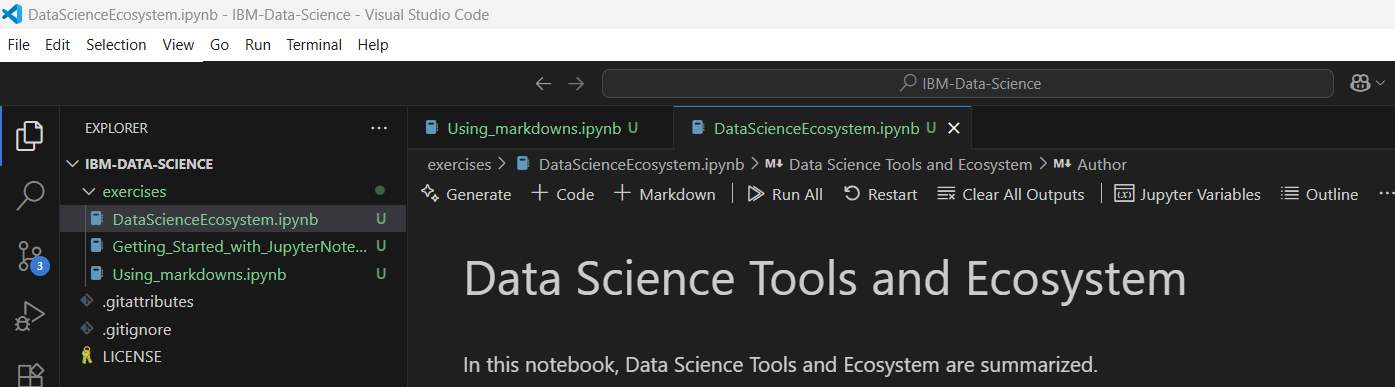 DataScienceEcosystem.ipynb - IBM-Data-Science - Visual Studio Code
File Edit Selection View Go Run Terminal Help
IBM-Data-Science
EXPLORER ...
IBM-DATA-SCIENCE
exercises
DataScienceEcosystem.ipynb U
Getting_Started_with_JupyterNote... U
Using_markdowns.ipynb U
.gitattributes
.gitignore
LICENSE
3
Using_markdowns.ipynb U
DataScienceEcosystem.ipynb U
exercises > DataScienceEcosystem.ipynb > M↓ Data Science Tools and Ecosystem > M↓ Author
Generate + Code + Markdown | Run All Restart Clear All Outputs | (x) Jupyter Variables Outline ...
Data Science Tools and Ecosystem
In this notebook, Data Science Tools and Ecosystem are summarized.